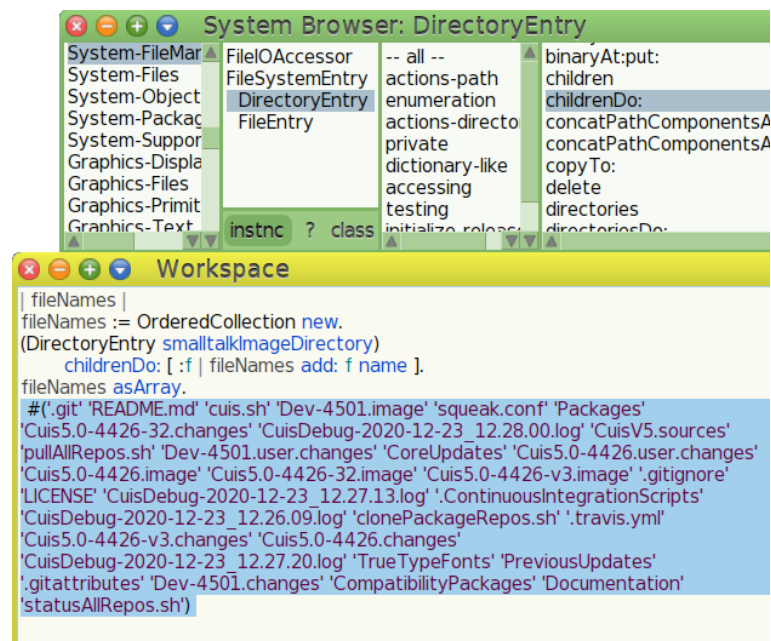 System Browser: DirectoryEntry
System-FileMan
System-Files
System-Object
System-Packag
System-Suppor
Graphics-Displa
Graphics-Files
Graphics-Primit
Graphics-Text
FileIOAccessor
FileSystemEntry
DirectoryEntry
FileEntry
instnc ? class
-- all --
actions-path
enumeration
actions-directo
private
dictionary-like
accessing
testing
initialize-release
binaryAt:put:
children
childrenDo:
concatPathComponentsA
concatPathComponentsA
copyTo:
delete
directories
directoriesDo:
Workspace
| fileNames |
fileNames := OrderedCollection new.
(DirectoryEntry smalltalkImageDirectory)
childrenDo: [ :f | fileNames add: f name ].
fileNames asArray.
#('.git' 'README.md' 'cuis.sh' 'Dev-4501.image' 'squeak.conf' 'Packages'
'Cuis5.0-4426-32.changes' 'CuisDebug-2020-12-23_12.28.00.log' 'CuisV5.sources'
'pullAllRepos.sh' 'Dev-4501.user.changes' 'CoreUpdates' 'Cuis5.0-4426.user.changes'
'Cuis5.0-4426.image' 'Cuis5.0-4426-32.image' 'Cuis5.0-4426-v3.image' '.gitignore'
'LICENSE' 'CuisDebug-2020-12-23_12.27.13.log' '.ContinuousIntegrationScripts'
'CuisDebug-2020-12-23_12.26.09.log' 'clonePackageRepos.sh' '.travis.yml'
'Cuis5.0-4426-v3.changes' 'Cuis5.0-4426.changes'
'CuisDebug-2020-12-23_12.27.20.log' 'TrueTypeFonts' 'PreviousUpdates'
'.gitattributes' 'Dev-4501.changes' 'CompatibilityPackages' 'Documentation'
'statusAllRepos.sh')